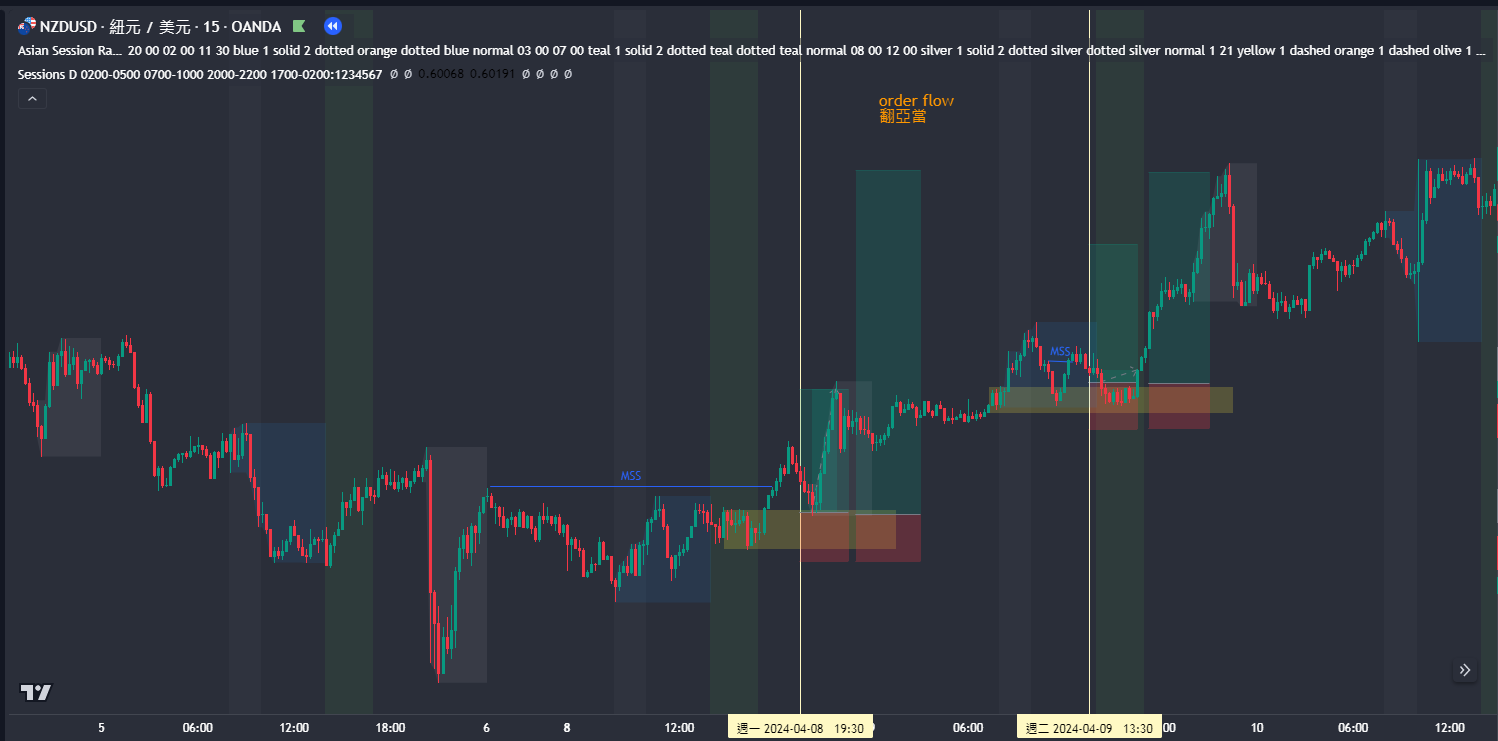 NZDUSD · 紐元 / 美元 · 15 · OANDA
Asian Session Ra... 20 00 02 00 11 30 blue 1 solid 2 dotted orange dotted blue normal 03 00 07 00 teal 1 solid 2 dotted teal dotted teal normal 08 00 12 00 silver 1 solid 2 dotted silver dotted silver normal 1 21 yellow 1 dashed orange 1 dashed olive 1 ...
Sessions D 0200-0500 0700-1000 2000-2200 1700-0200:1234567 Ø Ø 0.60068 0.60191 Ø Ø Ø Ø
order flow
翻亞當
MSS
MSS
5 06:00 12:00 18:00 6 8 12:00 週一 2024-04-08 19:30 06:00 週二 2024-04-09 13:30 :00 10 06:00 12:00